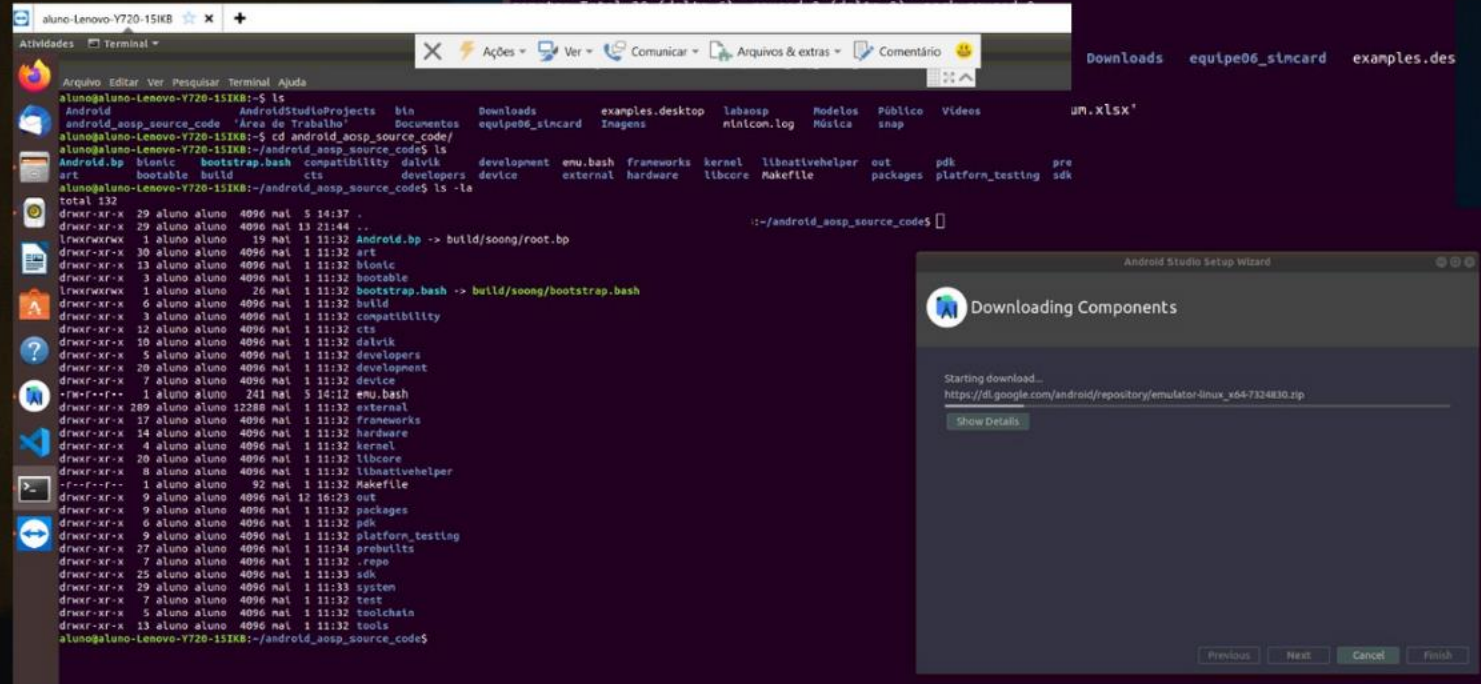 aluno-Lenovo-Y720-15IKB
Atividades Terminal
Ações Ver Comunicar Arquivos & extras Comentário
Downloads equipe06_simcard examples.des
um.xlsx'
Arquivo Editar Ver Pesquisar Terminal Ajuda
aluno@aluno-Lenovo-Y720-15IKB:~$ ls
Android AndroidStudioProjects bin Downloads examples.desktop labaosp Modelos Público Vídeos
android_aosp_source_code 'Área de Trabalho' Documentos equipe06_simcard Imagens minicom.log Música snap
aluno@aluno-Lenovo-Y720-15IKB:~$ cd android_aosp_source_code/
aluno@aluno-Lenovo-Y720-15IKB:~/android_aosp_source_code$ ls
Android.bp bionic bootstrap.bash compatibility dalvik development emu.bash frameworks kernel libnativehelper out pdk pre
art bootable build cts developers device external hardware libcore Makefile packages platform_testing sdk
aluno@aluno-Lenovo-Y720-15IKB:~/android_aosp_source_code$ ls -la
total 132
drwxr-xr-x 29 aluno aluno 4096 mai 5 14:37 .
drwxr-xr-x 29 aluno aluno 4096 mai 13 21:44 ..
lrwxrwxrwx 1 aluno aluno 19 mai 1 11:32 Android.bp -> build/soong/root.bp
drwxr-xr-x 30 aluno aluno 4096 mai 1 11:32 art
drwxr-xr-x 13 aluno aluno 4096 mai 1 11:32 bionic
drwxr-xr-x 3 aluno aluno 4096 mai 1 11:32 bootable
lrwxrwxrwx 1 aluno aluno 26 mai 1 11:32 bootstrap.bash -> build/soong/bootstrap.bash
drwxr-xr-x 6 aluno aluno 4096 mai 1 11:32 build
drwxr-xr-x 3 aluno aluno 4096 mai 1 11:32 compatibility
drwxr-xr-x 12 aluno aluno 4096 mai 1 11:32 cts
drwxr-xr-x 10 aluno aluno 4096 mai 1 11:32 dalvik
drwxr-xr-x 5 aluno aluno 4096 mai 1 11:32 developers
drwxr-xr-x 20 aluno aluno 4096 mai 1 11:32 development
drwxr-xr-x 7 aluno aluno 4096 mai 1 11:32 device
-rw-r--r-- 1 aluno aluno 241 mai 5 14:12 emu.bash
drwxr-xr-x 289 aluno aluno 12288 mai 1 11:32 external
drwxr-xr-x 17 aluno aluno 4096 mai 1 11:32 frameworks
drwxr-xr-x 14 aluno aluno 4096 mai 1 11:32 hardware
drwxr-xr-x 4 aluno aluno 4096 mai 1 11:32 kernel
drwxr-xr-x 20 aluno aluno 4096 mai 1 11:32 libcore
drwxr-xr-x 8 aluno aluno 4096 mai 1 11:32 libnativehelper
-r--r--r-- 1 aluno aluno 92 mai 1 11:32 Makefile
drwxr-xr-x 9 aluno aluno 4096 mai 12 16:23 out
drwxr-xr-x 9 aluno aluno 4096 mai 1 11:32 packages
drwxr-xr-x 6 aluno aluno 4096 mai 1 11:32 pdk
drwxr-xr-x 9 aluno aluno 4096 mai 1 11:32 platform_testing
drwxr-xr-x 27 aluno aluno 4096 mai 1 11:34 prebuilts
drwxr-xr-x 7 aluno aluno 4096 mai 1 11:32 .repo
drwxr-xr-x 25 aluno aluno 4096 mai 1 11:33 sdk
drwxr-xr-x 29 aluno aluno 4096 mai 1 11:33 system
drwxr-xr-x 7 aluno aluno 4096 mai 1 11:32 test
drwxr-xr-x 5 aluno aluno 4096 mai 1 11:32 toolchain
drwxr-xr-x 13 aluno aluno 4096 mai 1 11:32 tools
aluno@aluno-Lenovo-Y720-15IKB:~/android_aosp_source_code$
:~/android_aosp_source_code$
Android Studio Setup Wizard
Downloading Components
Starting download...
https://dl.google.com/android/repository/emulator-linux_x64-7324830.zip
Show Details
Previous Next Cancel Finish